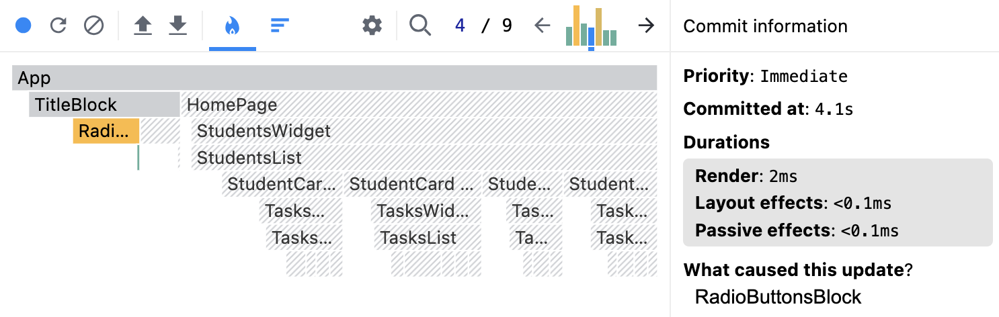 4 / 9
Commit information
App
TitleBlock HomePage
Radi... StudentsWidget
StudentsList
StudentCar... StudentCard ... Stude... Student...
Tasks... TasksWid... Tas... Task...
Tasks... TasksList Ta... Task...
Priority: Immediate
Committed at: 4.1s
Durations
Render: 2ms
Layout effects: <0.1ms
Passive effects: <0.1ms
What caused this update?
RadioButtonsBlock